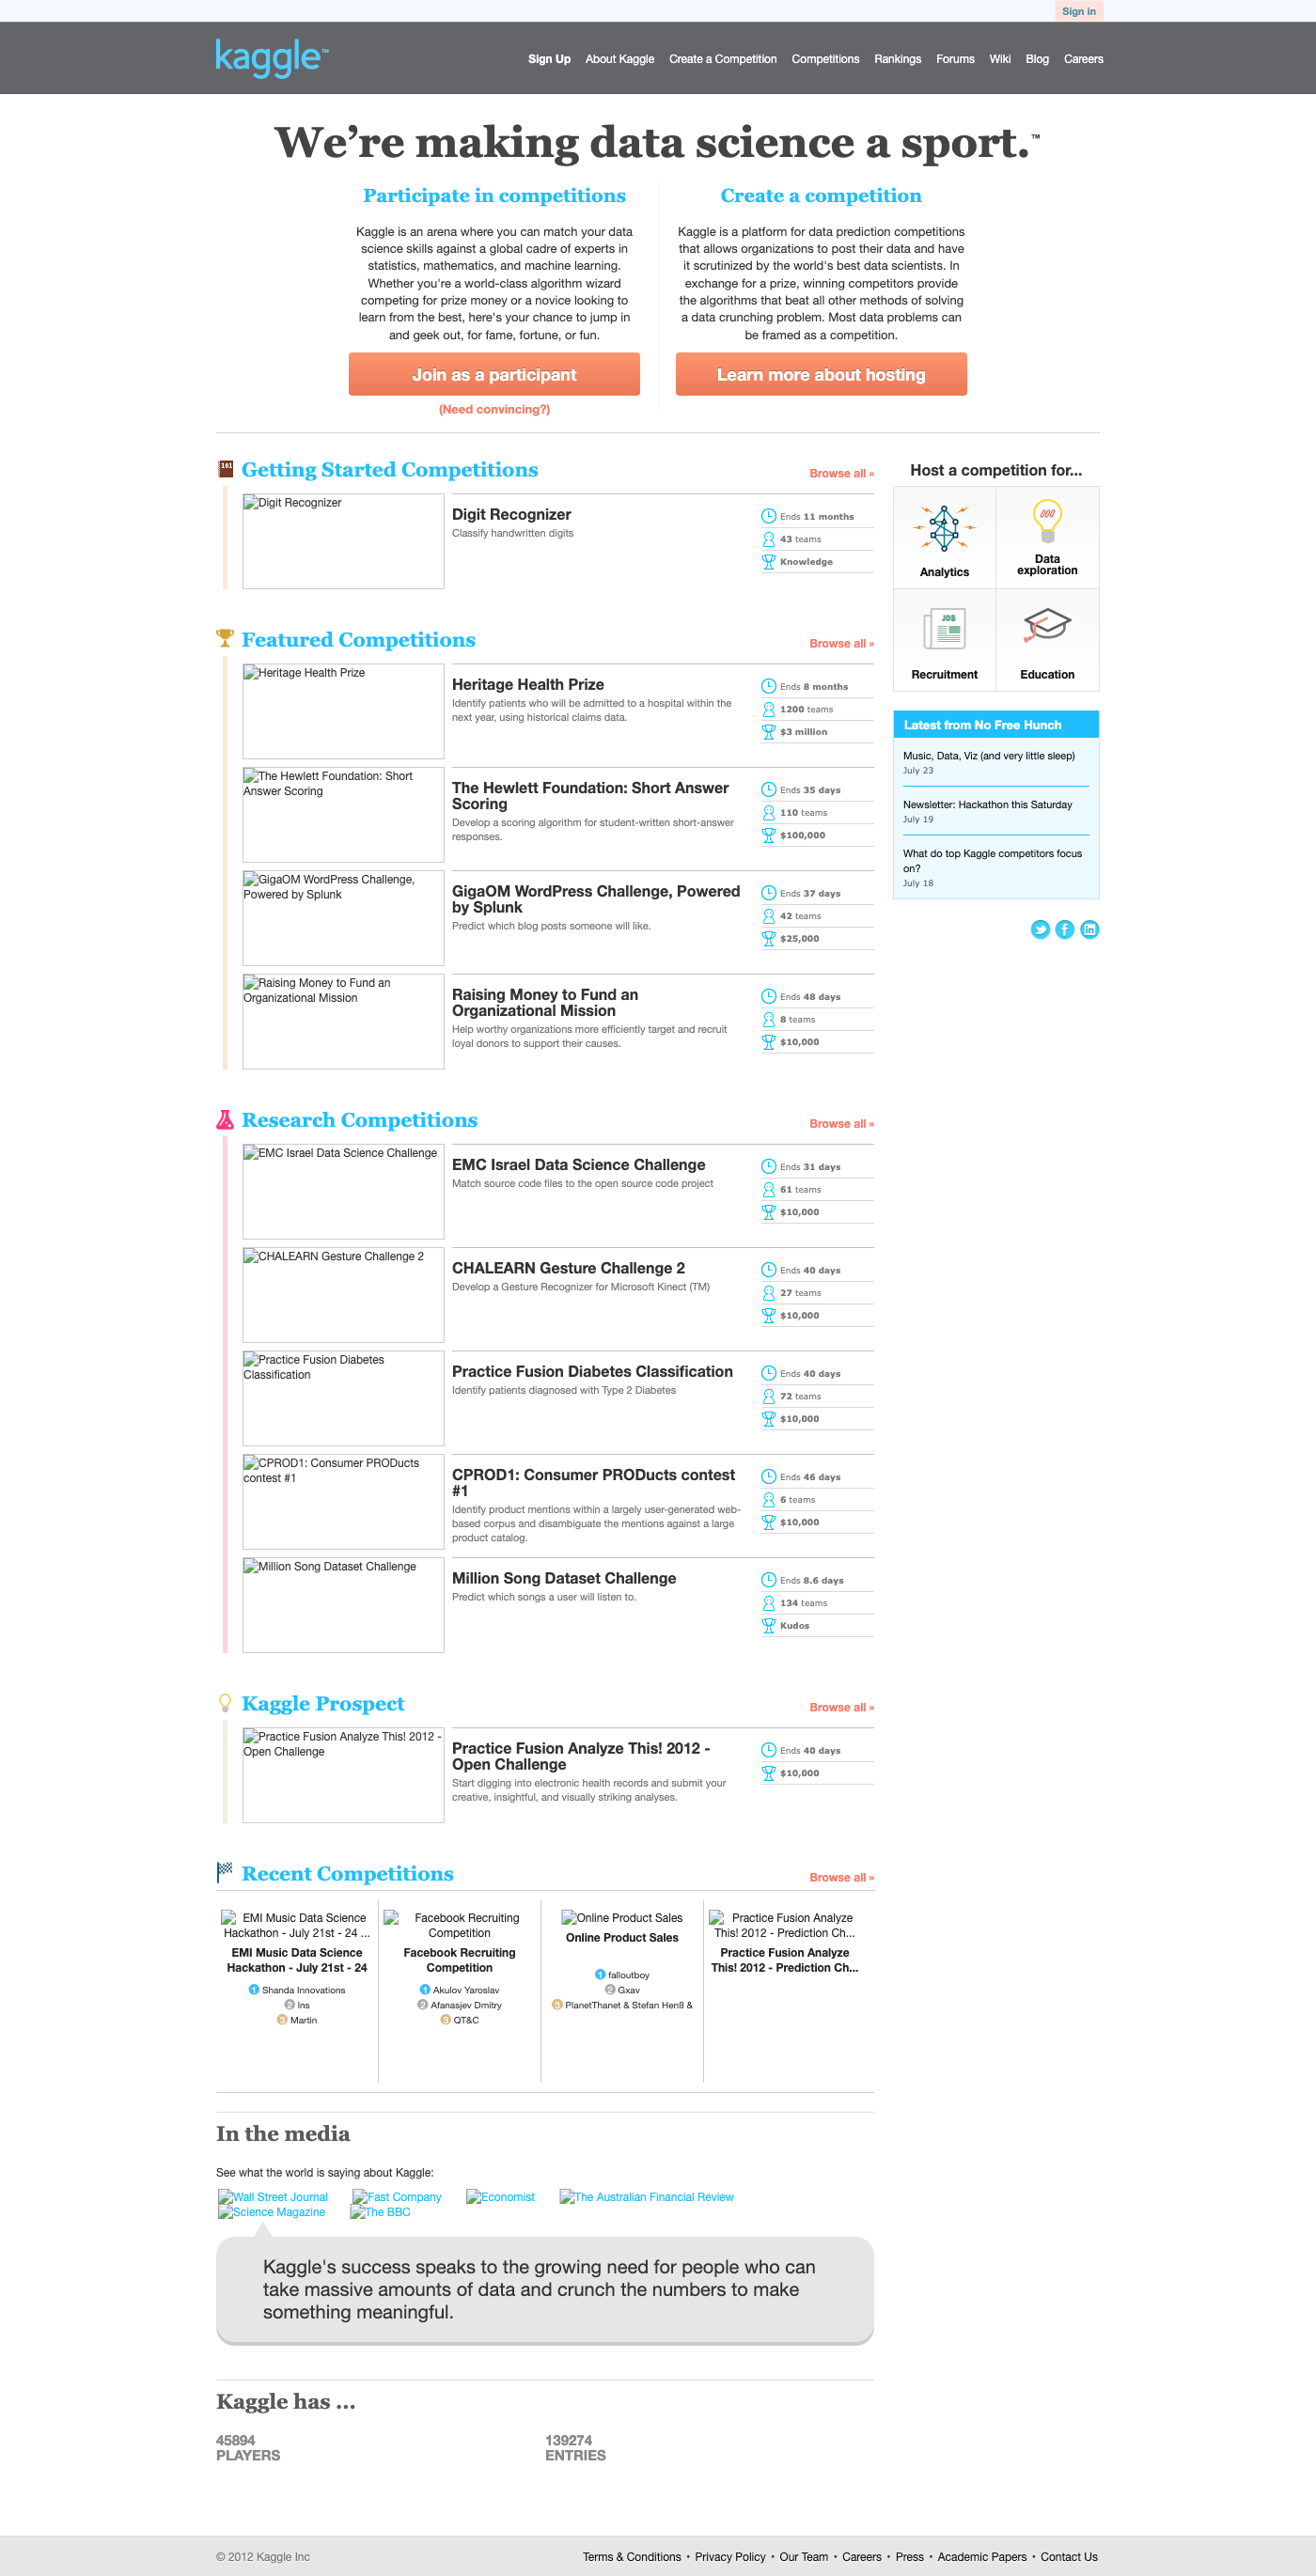 Sign in
kaggle™
Sign Up About Kaggle Create a Competition Competitions Rankings Forums Wiki Blog Careers
We're making data science a sport.™
Participate in competitions
Kaggle is an arena where you can match your data
science skills against a global cadre of experts in
statistics, mathematics, and machine learning.
Whether you're a world-class algorithm wizard
competing for prize money or a novice looking to
learn from the best, here's your chance to jump in
and geek out, for fame, fortune, or fun.
Join as a participant
(Need convincing?)
Create a competition
Kaggle is a platform for data prediction competitions
that allows organizations to post their data and have
it scrutinized by the world's best data scientists. In
exchange for a prize, winning competitors provide
the algorithms that beat all other methods of solving
a data crunching problem. Most data problems can
be framed as a competition.
Learn more about hosting
101
Getting Started Competitions
Browse all »
Digit Recognizer
Digit Recognizer
Classify handwritten digits
Ends 11 months
43 teams
Knowledge
Featured Competitions
Browse all »
Heritage Health Prize
Heritage Health Prize
Identify patients who will be admitted to a hospital within the
next year, using historical claims data.
Ends 8 months
1200 teams
$3 million
The Hewlett Foundation: Short
Answer Scoring
The Hewlett Foundation: Short Answer
Scoring
Develop a scoring algorithm for student-written short-answer
responses.
Ends 35 days
110 teams
$100,000
GigaOM WordPress Challenge,
Powered by Splunk
GigaOM WordPress Challenge, Powered
by Splunk
Predict which blog posts someone will like.
Ends 37 days
42 teams
$25,000
Raising Money to Fund an
Organizational Mission
Raising Money to Fund an
Organizational Mission
Help worthy organizations more efficiently target and recruit
loyal donors to support their causes.
Ends 48 days
8 teams
$10,000
Research Competitions
Browse all »
EMC Israel Data Science Challenge
EMC Israel Data Science Challenge
Match source code files to the open source code project
Ends 31 days
61 teams
$10,000
CHALEARN Gesture Challenge 2
CHALEARN Gesture Challenge 2
Develop a Gesture Recognizer for Microsoft Kinect (TM)
Ends 40 days
27 teams
$10,000
Practice Fusion Diabetes
Classification
Practice Fusion Diabetes Classification
Identify patients diagnosed with Type 2 Diabetes
Ends 40 days
72 teams
$10,000
CPROD1: Consumer PRODucts
contest #1
CPROD1: Consumer PRODucts contest
#1
Identify product mentions within a largely user-generated web-
based corpus and disambiguate the mentions against a large
product catalog.
Ends 46 days
6 teams
$10,000
Million Song Dataset Challenge
Million Song Dataset Challenge
Predict which songs a user will listen to.
Ends 8.6 days
134 teams
Kudos
Kaggle Prospect
Browse all »
Practice Fusion Analyze This! 2012 -
Open Challenge
Practice Fusion Analyze This! 2012 -
Open Challenge
Start digging into electronic health records and submit your
creative, insightful, and visually striking analyses.
Ends 40 days
$10,000
Recent Competitions
Browse all »
EMI Music Data Science
Hackathon - July 21st - 24 ...
EMI Music Data Science
Hackathon - July 21st - 24
1 Shanda Innovations
2 Ins
3 Martin
Facebook Recruiting
Competition
Facebook Recruiting
Competition
1 Akulov Yaroslav
2 Afanasjev Dmitry
3 QT&C
Online Product Sales
Online Product Sales
1 falloutboy
2 Gxav
3 PlanetThanet & Stefan Henß &
Practice Fusion Analyze
This! 2012 - Prediction Ch...
Practice Fusion Analyze
This! 2012 - Prediction Ch...
In the media
See what the world is saying about Kaggle:
Wall Street Journal Fast Company Economist The Australian Financial Review
Science Magazine The BBC
Kaggle's success speaks to the growing need for people who can
take massive amounts of data and crunch the numbers to make
something meaningful.
Kaggle has ...
45894
PLAYERS
139274
ENTRIES
Host a competition for...
Analytics
Data
exploration
JOB
Recruitment
Education
Latest from No Free Hunch
Music, Data, Viz (and very little sleep)
July 23
Newsletter: Hackathon this Saturday
July 19
What do top Kaggle competitors focus
on?
July 18
© 2012 Kaggle Inc
Terms & Conditions • Privacy Policy • Our Team • Careers • Press • Academic Papers • Contact Us